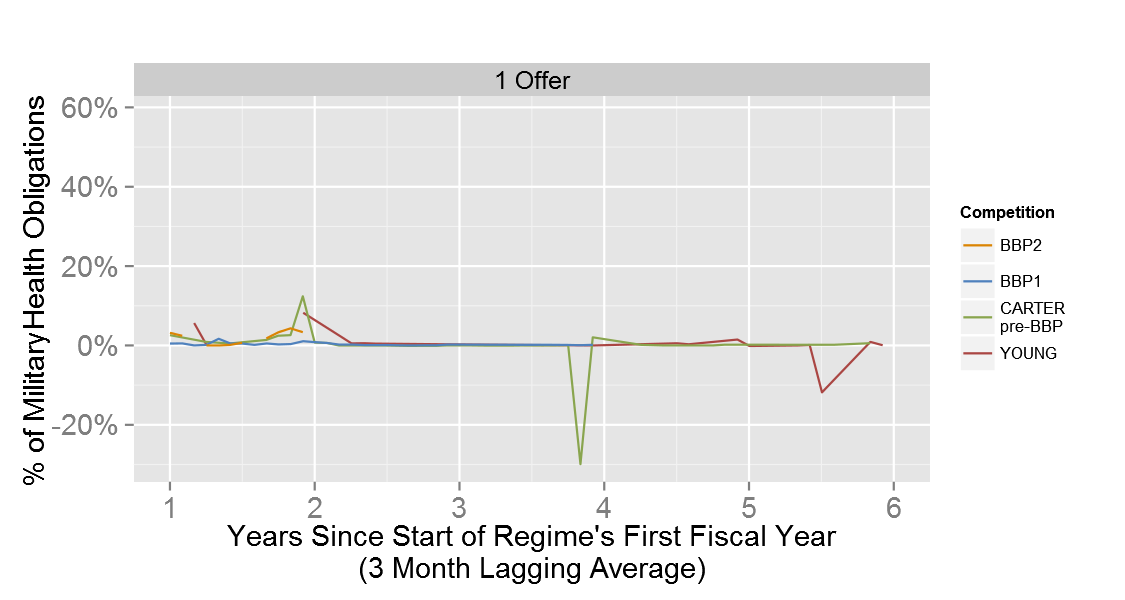 1 Offer
% of MilitaryHealth Obligations
60%
40%
20%
0%
-20%
1 2 3 4 5 6
Years Since Start of Regime's First Fiscal Year
(3 Month Lagging Average)
Competition
BBP2
BBP1
CARTER
pre-BBP
YOUNG